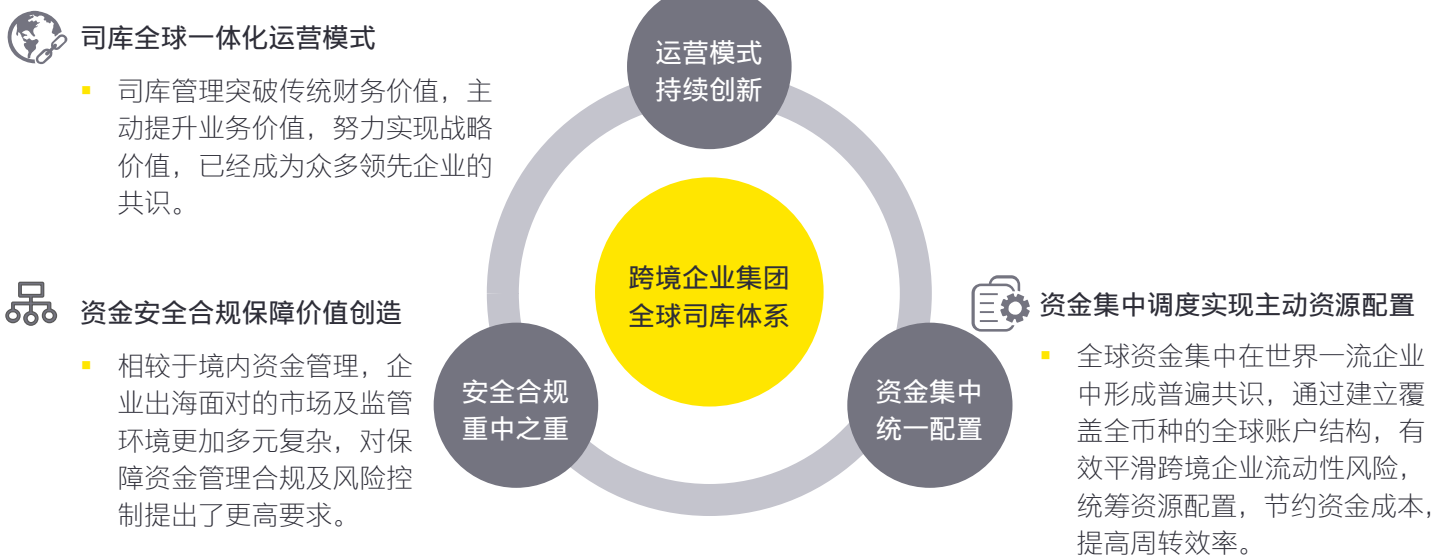 司库全球一体化运营模式
▪ 司库管理突破传统财务价值，主
动提升业务价值，努力实现战略
价值，已经成为众多领先企业的
共识。
运营模式
持续创新
跨境企业集团
全球司库体系
资金安全合规保障价值创造
▪ 相较于境内资金管理，企
业出海面对的市场及监管
环境更加多元复杂，对保
障资金管理合规及风险控
制提出了更高要求。
安全合规
重中之重
资金集中
统一配置
资金集中调度实现主动资源配置
▪ 全球资金集中在世界一流企业
中形成普遍共识，通过建立覆
盖全币种的全球账户结构，有
效平滑跨境企业流动性风险，
统筹资源配置，节约资金成本，
提高周转效率。